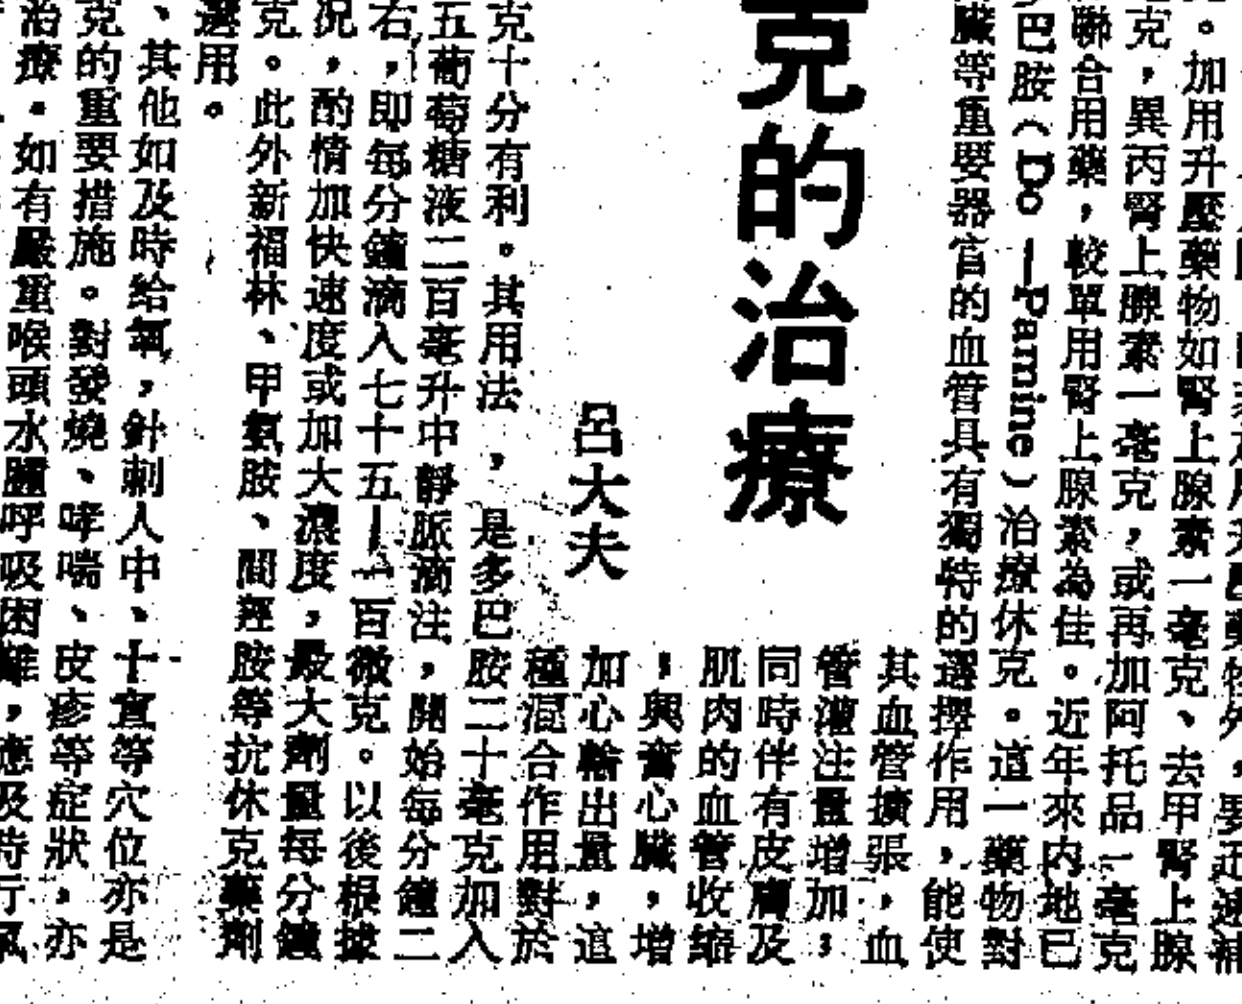 克的治療
呂大夫
。加用升壓藥物如腎上腺素一毫克、去甲腎上腺
克，異丙腎上腺素一毫克，或再加阿托品一毫克
聯合用藥，較單用腎上腺素為佳。近年來內地已
巴胺（Do —Pamine）治療休克。這一藥物對
臟等重要器官的血管具有獨特的選擇作用，能使
其血管擴張，血
管灌注量增加，
同時伴有皮膚及
肌肉的血管收縮
，興奮心臟，增
加心輸出量，這
種混合作用對於
克十分有利。其用法，是多巴胺二十毫克加入
五葡萄糖液二百毫升中靜脈滴注，開始每分鐘二
右，即每分鐘滴入七十五—一百微克。以後根據
況，酌情加快速度或加大濃度，最大劑量每分鐘
克。此外新福林、甲氧胺、間羥胺等抗休克藥劑
選用。
、其他如及時給氧，針刺人中、十宣等穴位亦是
克的重要措施。對發燒、哮喘、皮疹等症狀，亦
治療。如有嚴重喉頭水腫呼吸困難，應及時行氣